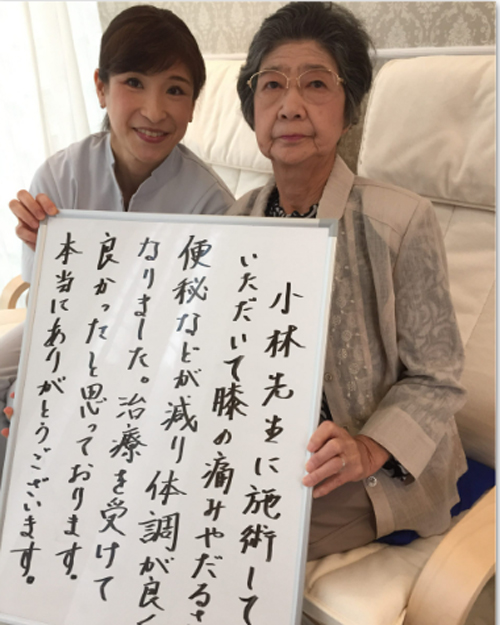 小林先生に施術して
いただいて膝の痛みやだるさ
便秘などが減り体調が良く
なりました。治療を受けて
良かったと思っております。
本当にありがとうございます。